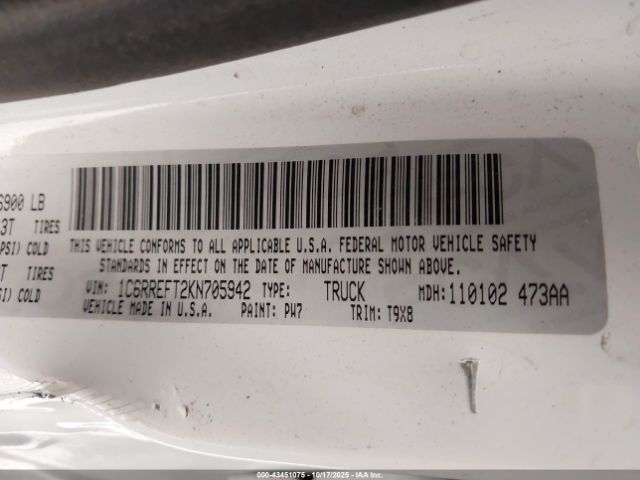 6900 LB
3T TIRES
PSI) COLD
T TIRES
SI) COLD
THIS VEHICLE CONFORMS TO ALL APPLICABLE U.S.A. FEDERAL MOTOR VEHICLE SAFETY
STANDARDS IN EFFECT ON THE DATE OF MANUFACTURE SHOWN ABOVE.
VIN: 1C6RREFT2KN705942 TYPE: TRUCK MDH: 110102 473AA
VEHICLE MADE IN U.S.A. PAINT: PW7 TRIM: T9X8
000-43451075 - 10/17/2025 - IAA Inc.